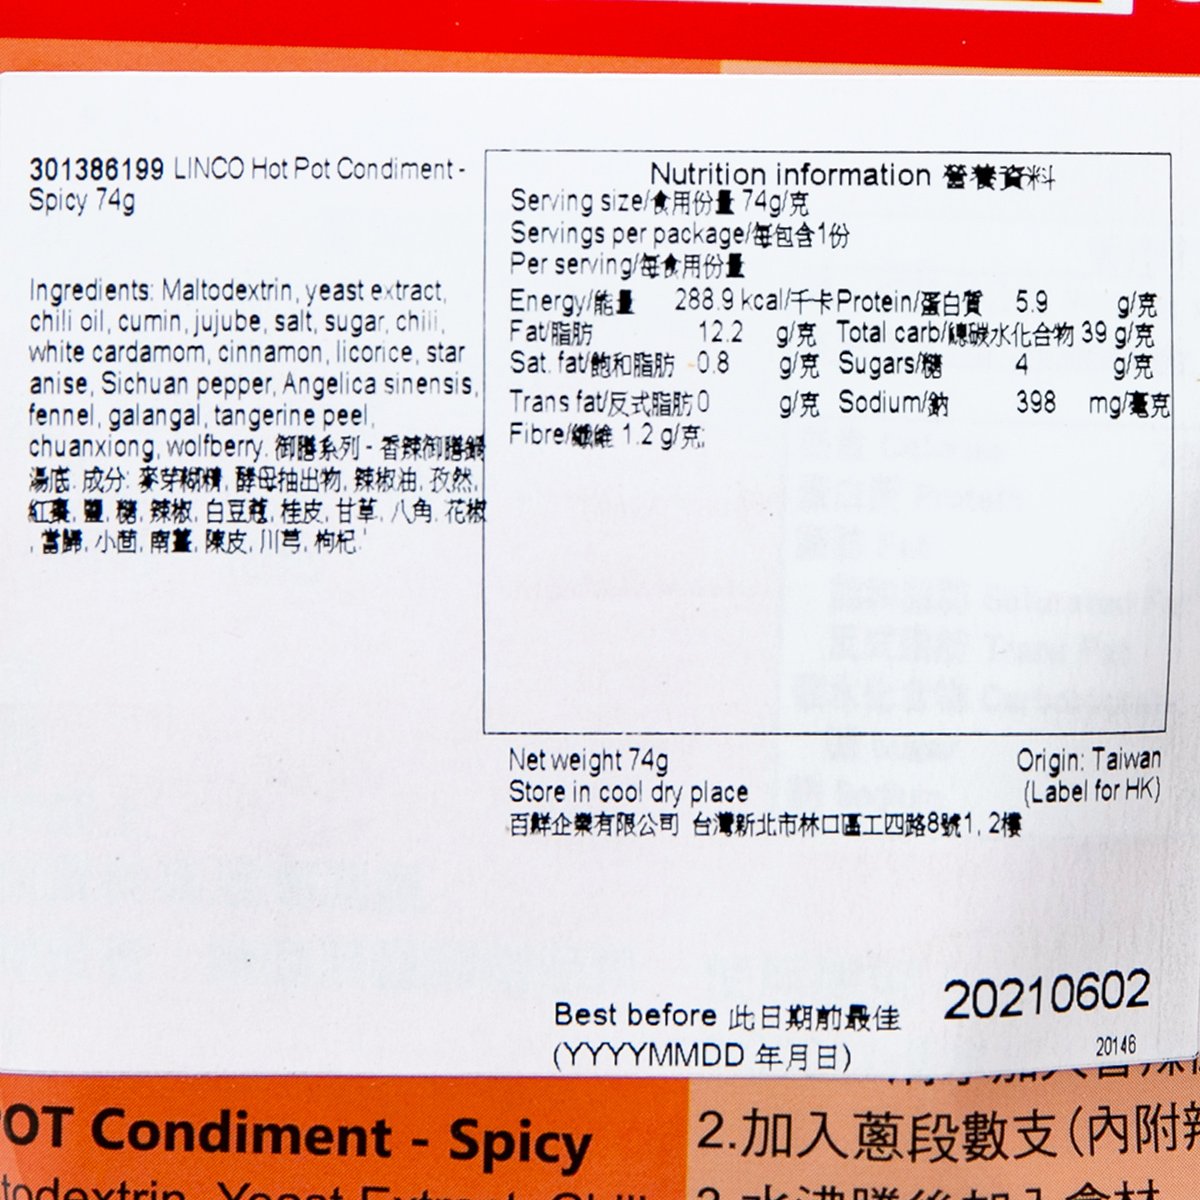 301386199 LINCO Hot Pot Condiment -
Spicy 74g
Ingredients: Maltodextrin, yeast extract,
chili oil, cumin, jujube, salt, sugar, chili,
white cardamom, cinnamon, licorice, star
anise, Sichuan pepper, Angelica sinensis,
fennel, galangal, tangerine peel,
chuanxiong, wolfberry. 御膳系列 - 香辣御膳鍋
湯底. 成分: 麥芽糊精, 酵母抽出物, 辣椒油, 孜然,
紅棗, 鹽, 糖, 辣椒, 白豆蔻, 桂皮, 甘草, 八角, 花椒
, 當歸, 小茴, 南薑, 陳皮, 川芎, 枸杞.
Nutrition information 營養資料
Serving size/食用份量 74g/克
Servings per package/每包含1份
Per serving/每食用份量
Energy/能量 288.9 kcal/千卡 Protein/蛋白質 5.9 g/克
Fat/脂肪 12.2 g/克 Total carb/總碳水化合物 39 g/克
Sat. fat/飽和脂肪 0.8 g/克 Sugars/糖 4 g/克
Trans fat/反式脂肪 0 g/克 Sodium/鈉 398 mg/毫克
Fibre/纖維 1.2 g/克;
Net weight 74g Origin: Taiwan
Store in cool dry place (Label for HK)
百鮮企業有限公司 台灣新北市林口區工四路8號1, 2樓
Best before 此日期前最佳 20210602
(YYYYMMDD 年月日) 20146
POT Condiment - Spicy
2.加入蔥段數支(內附辣